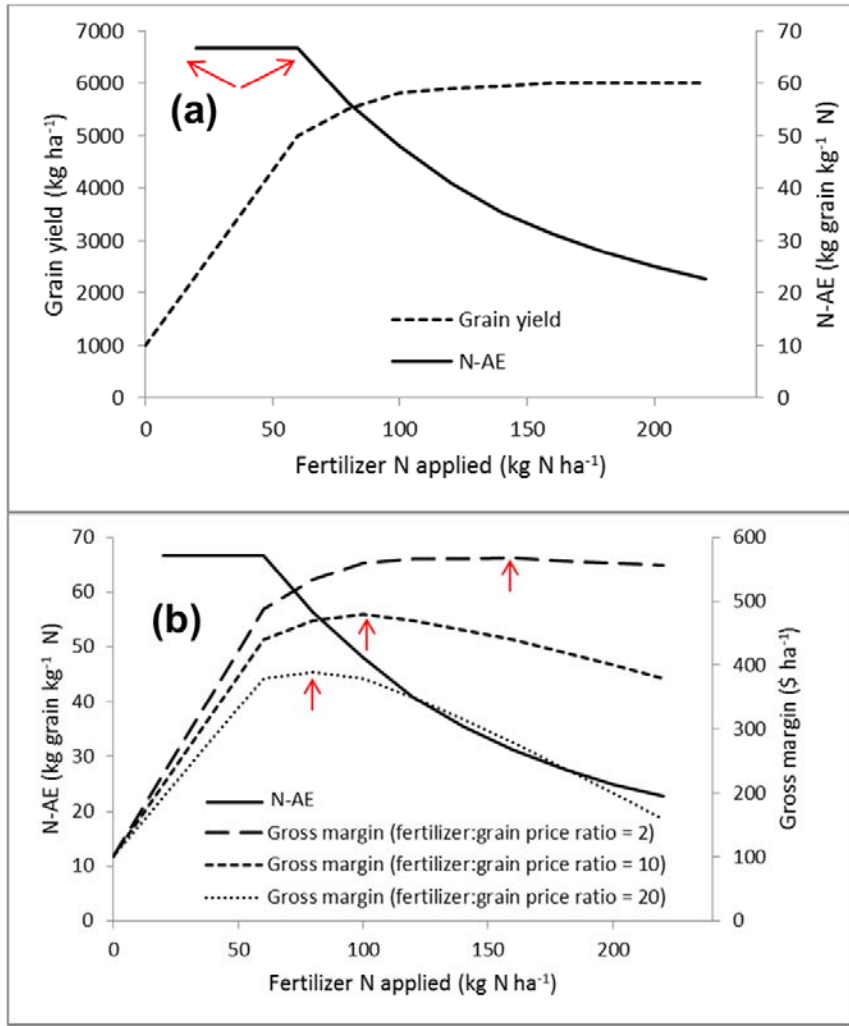 7000
6000
5000
4000
3000
2000
1000
0
Grain yield (kg ha⁻¹)
(a)
70
60
50
40
30
20
10
0
N-AE (kg grain kg⁻¹ N)
Grain yield
N-AE
0 50 100 150 200
Fertilizer N applied (kg N ha⁻¹)
70
60
50
40
30
20
10
0
N-AE (kg grain kg⁻¹ N)
(b)
600
500
400
300
200
100
0
Gross margin ($ ha⁻¹)
N-AE
Gross margin (fertilizer:grain price ratio = 2)
Gross margin (fertilizer:grain price ratio = 10)
Gross margin (fertilizer:grain price ratio = 20)
0 50 100 150 200
Fertilizer N applied (kg N ha⁻¹)